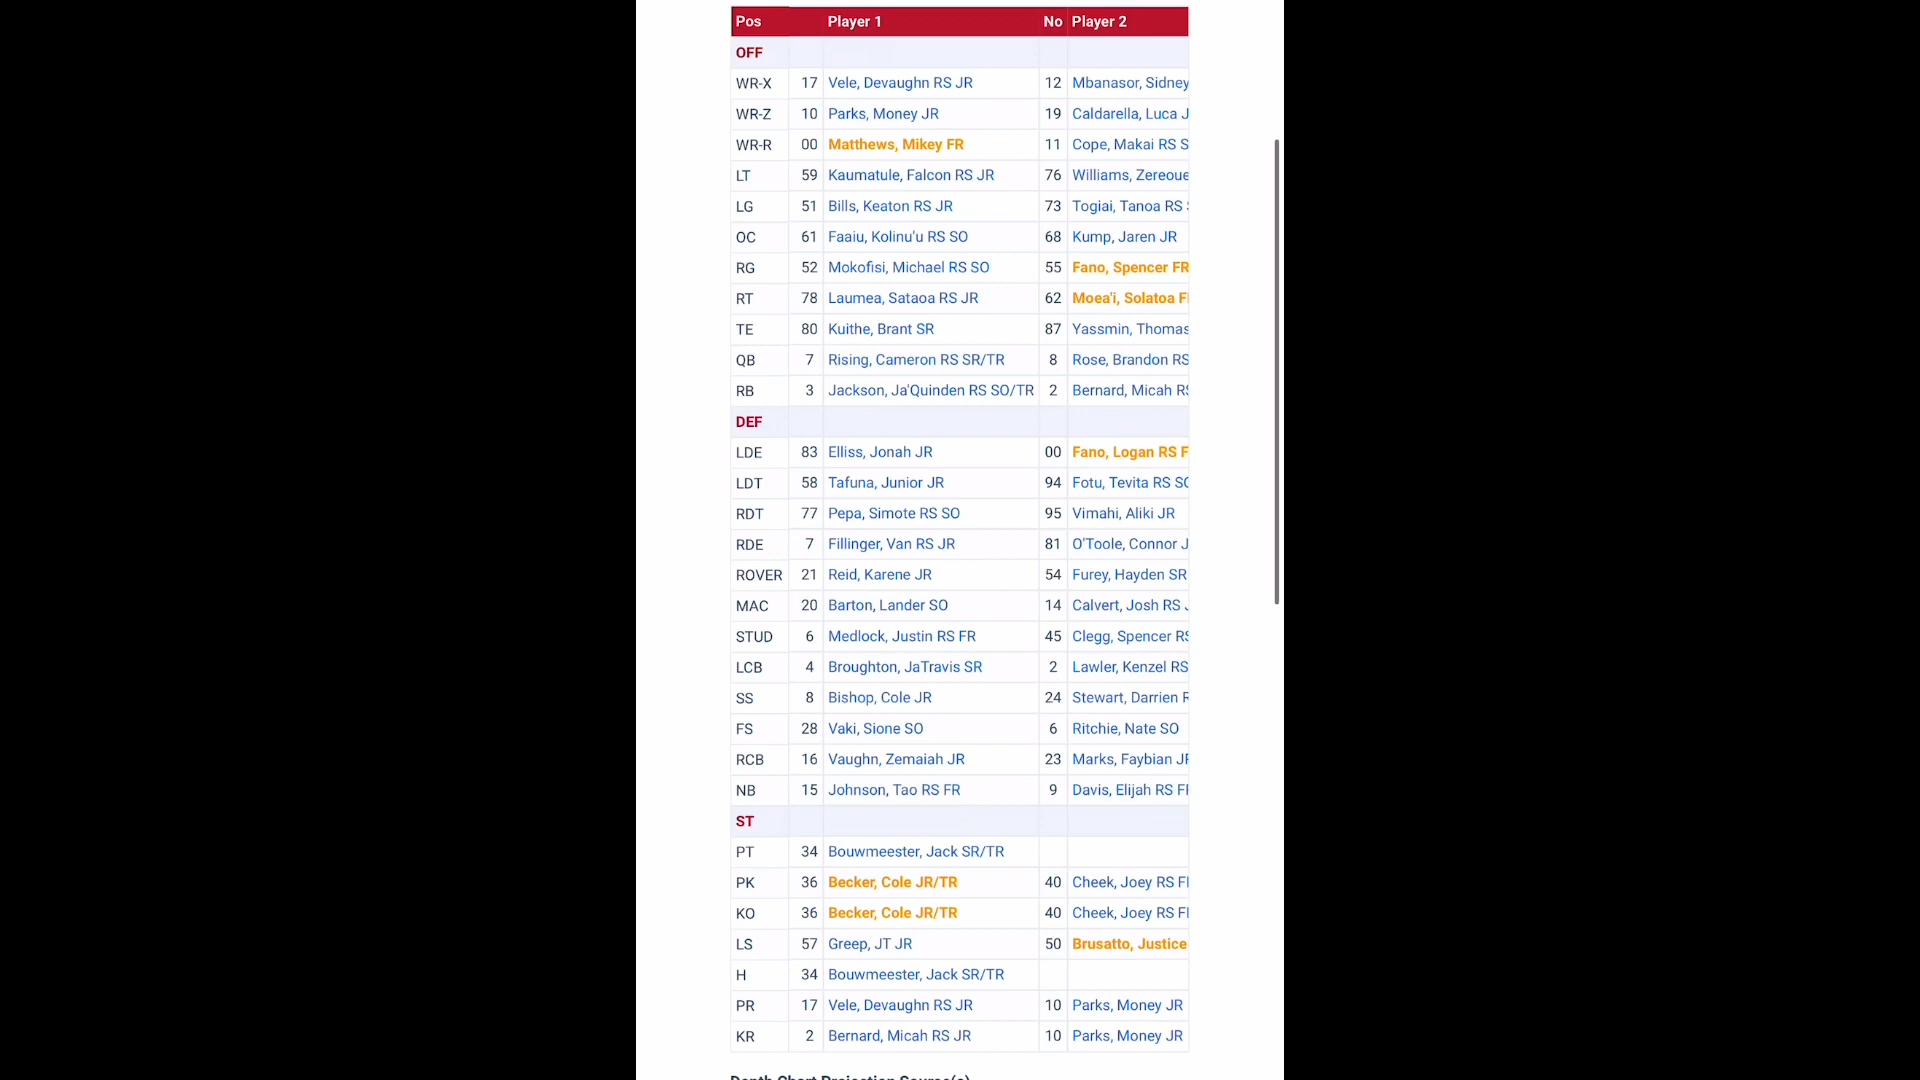 Pos Player 1 No Player 2
OFF
WR-X 17 Vele, Devaughn RS JR 12 Mbanasor, Sidney
WR-Z 10 Parks, Money JR 19 Caldarella, Luca J
WR-R 00 Matthews, Mikey FR 11 Cope, Makai RS S
LT 59 Kaumatule, Falcon RS JR 76 Williams, Zereoue
LG 51 Bills, Keaton RS JR 73 Togiai, Tanoa RS
OC 61 Faaiu, Kolinu'u RS SO 68 Kump, Jaren JR
RG 52 Mokofisi, Michael RS SO 55 Fano, Spencer FR
RT 78 Laumea, Sataoa RS JR 62 Moea'i, Solatoa F
TE 80 Kuithe, Brant SR 87 Yassmin, Thomas
QB 7 Rising, Cameron RS SR/TR 8 Rose, Brandon RS
RB 3 Jackson, Ja'Quinden RS SO/TR 2 Bernard, Micah RS
DEF
LDE 83 Elliss, Jonah JR 00 Fano, Logan RS F
LDT 58 Tafuna, Junior JR 94 Fotu, Tevita RS SO
RDT 77 Pepa, Simote RS SO 95 Vimahi, Aliki JR
RDE 7 Fillinger, Van RS JR 81 O'Toole, Connor J
ROVER 21 Reid, Karene JR 54 Furey, Hayden SR
MAC 20 Barton, Lander SO 14 Calvert, Josh RS J
STUD 6 Medlock, Justin RS FR 45 Clegg, Spencer RS
LCB 4 Broughton, JaTravis SR 2 Lawler, Kenzel RS
SS 8 Bishop, Cole JR 24 Stewart, Darrien R
FS 28 Vaki, Sione SO 6 Ritchie, Nate SO
RCB 16 Vaughn, Zemaiah JR 23 Marks, Faybian JR
NB 15 Johnson, Tao RS FR 9 Davis, Elijah RS F
ST
PT 34 Bouwmeester, Jack SR/TR
PK 36 Becker, Cole JR/TR 40 Cheek, Joey RS F
KO 36 Becker, Cole JR/TR 40 Cheek, Joey RS F
LS 57 Greep, JT JR 50 Brusatto, Justice
H 34 Bouwmeester, Jack SR/TR
PR 17 Vele, Devaughn RS JR 10 Parks, Money JR
KR 2 Bernard, Micah RS JR 10 Parks, Money JR
Depth Chart Projection Source(s)